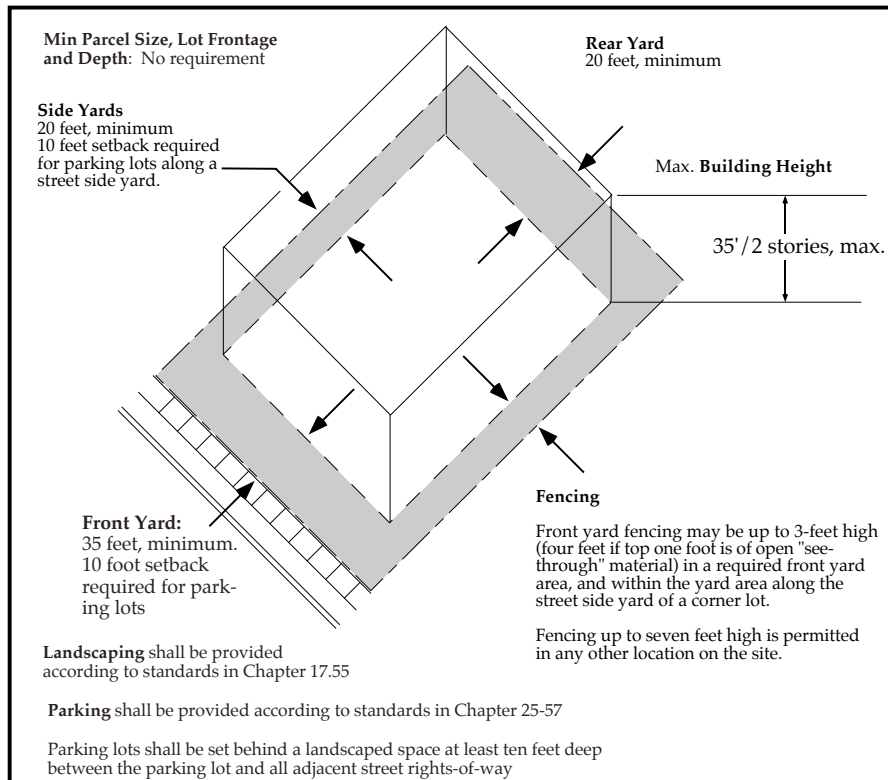 Min Parcel Size, Lot Frontage
and Depth:  No requirement
Rear Yard
20 feet, minimum
Side Yards
20 feet, minimum
10 feet setback required
for parking lots along a
street side yard.
Max. Building Height
35'/2 stories, max.
Front Yard:
35 feet, minimum.
10 foot setback
required for park-
ing lots
Fencing
Front yard fencing may be up to 3-feet high
(four feet if top one foot is of open "see-
through" material) in a required front yard
area, and within the yard area along the
street side yard of a corner lot.
Fencing up to seven feet high is permitted
in any other location on the site.
Landscaping shall be provided
according to standards in Chapter 17.55
Parking shall be provided according to standards in Chapter 25-57
Parking lots shall be set behind a landscaped space at least ten feet deep
between the parking lot and all adjacent street rights-of-way